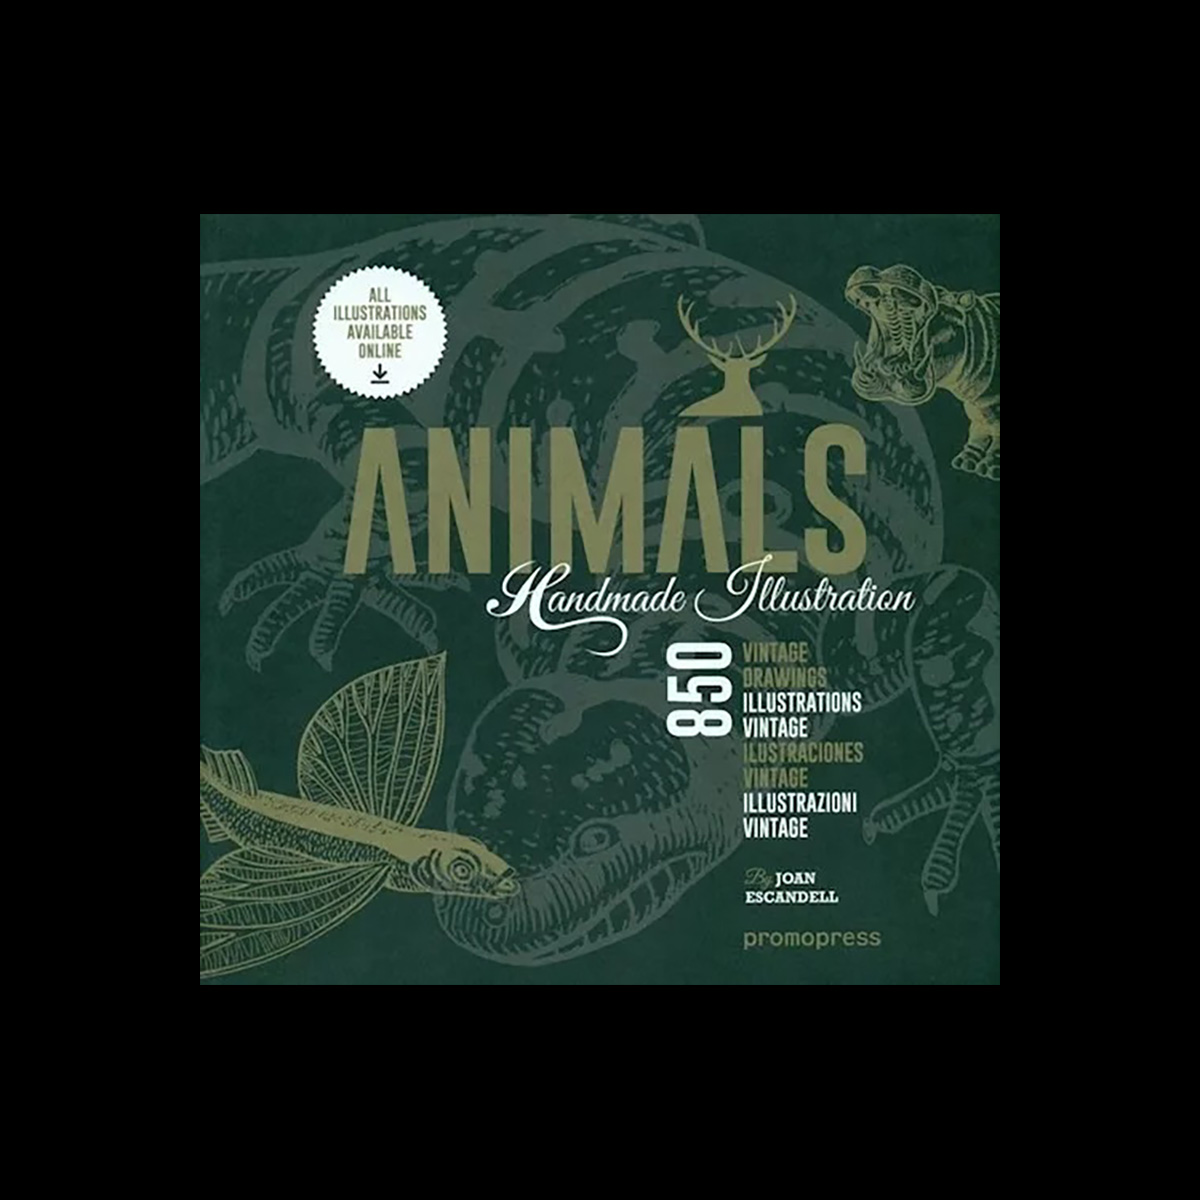 ALL
ILLUSTRATIONS
AVAILABLE
ONLINE
ANIMALS
Handmade Illustration
850
VINTAGE
DRAWINGS
ILLUSTRATIONS
VINTAGE
ILUSTRACIONES
VINTAGE
ILLUSTRAZIONI
VINTAGE
By JOAN
ESCANDELL
promopress